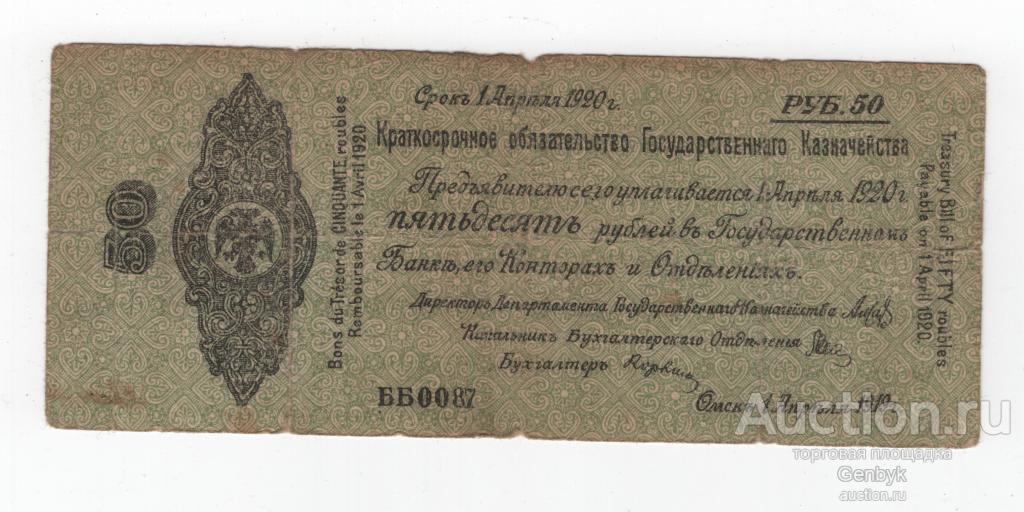 50
Bons du Trésor de CINQUANTE roubles
Remboursable le 1 Avril 1920
Срокъ 1 Апрѣля 1920 г.
РУБ. 50
Краткосрочное обязательство Государственнаго Казначейства
Предъявителю сего уплачивается 1 Апрѣля 1920 г.
пятьдесятъ рублей въ Государственномъ
Банкѣ, его Конторахъ и Отдѣленіяхъ.
Директоръ Департамента Государственнаго Казначейства
Начальник Бухгалтерскаго Отдѣленья
Бухгалтеръ
ББ0087
Омскъ, 1 Апрѣля 1919 г.
Treasury Bill of FIFTY roubles
Payable on 1 April 1920.
Auction.ru
торговая площадка
Genbyk
auction.ru